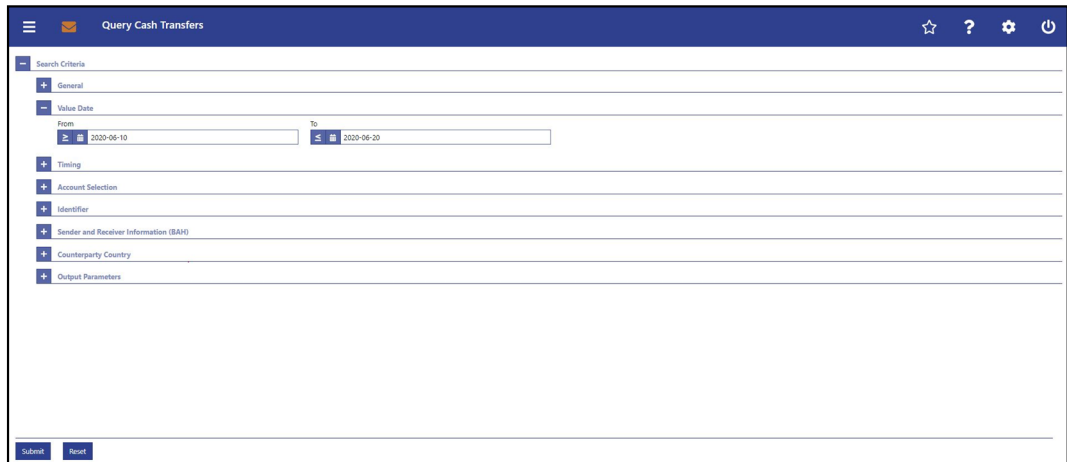 Query Cash Transfers
Search Criteria
General
Value Date
From To
≥ 2020-06-10 ≤ 2020-06-20
Timing
Account Selection
Identifier
Sender and Receiver Information (BAH)
Counterparty Country
Output Parameters
Submit Reset